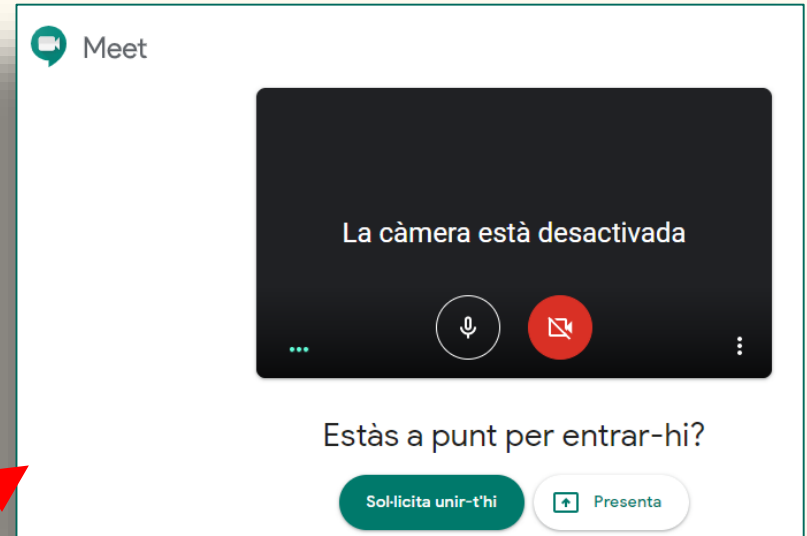 Meet
La càmera està desactivada
Estàs a punt per entrar-hi?
Sol·licita unir-t'hi
Presenta